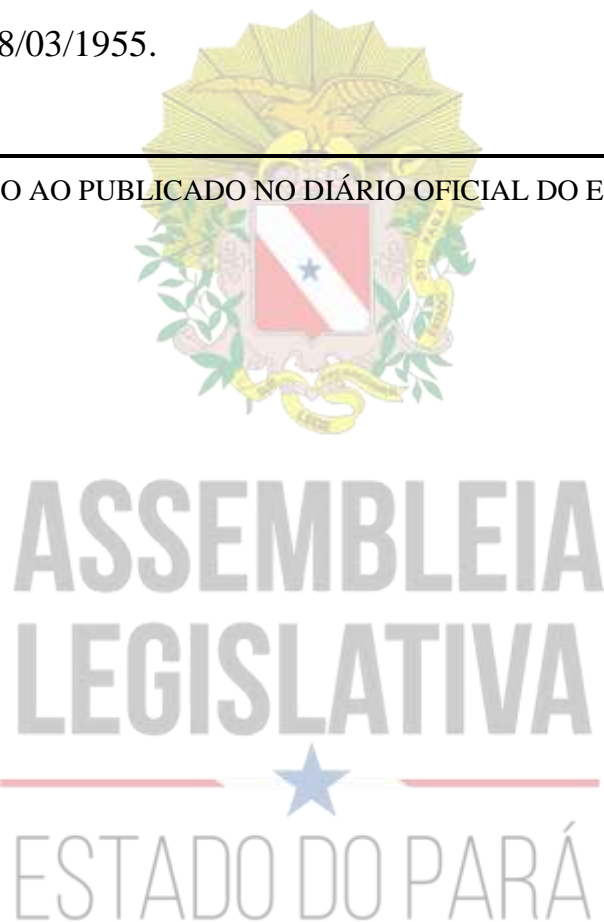 8/03/1955.
O AO PUBLICADO NO DIÁRIO OFICIAL DO E
ASSEMBLEIA
LEGISLATIVA
ESTADO DO PARÁ